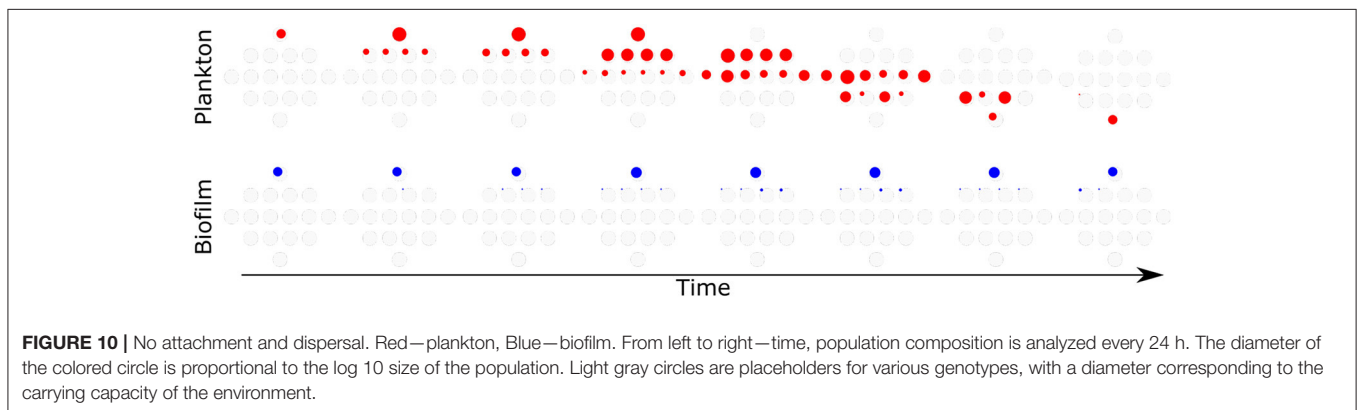 Plankton
Biofilm
Time
FIGURE 10 | No attachment and dispersal. Red—plankton, Blue—biofilm. From left to right—time, population composition is analyzed every 24 h. The diameter of
the colored circle is proportional to the log 10 size of the population. Light gray circles are placeholders for various genotypes, with a diameter corresponding to the
carrying capacity of the environment.